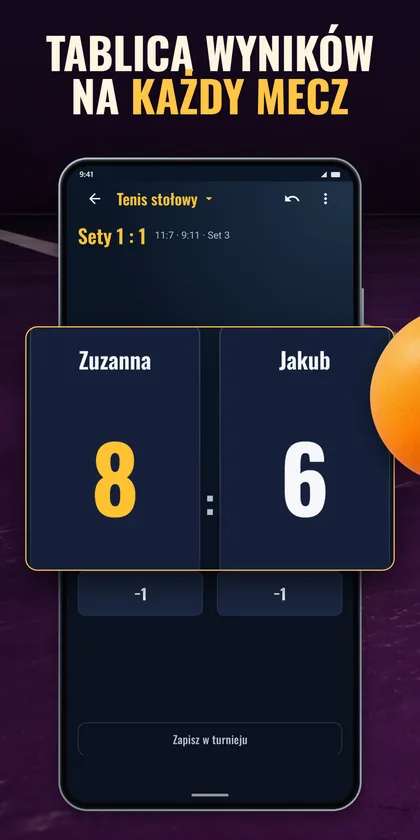 TABLICA WYNIKÓW
NA KAŻDY MECZ
9:41
Tenis stołowy
Sety 1 : 1 11:7 · 9:11 · Set 3
Zuzanna Jakub
8 : 6
-1 -1
Zapisz w turnieju